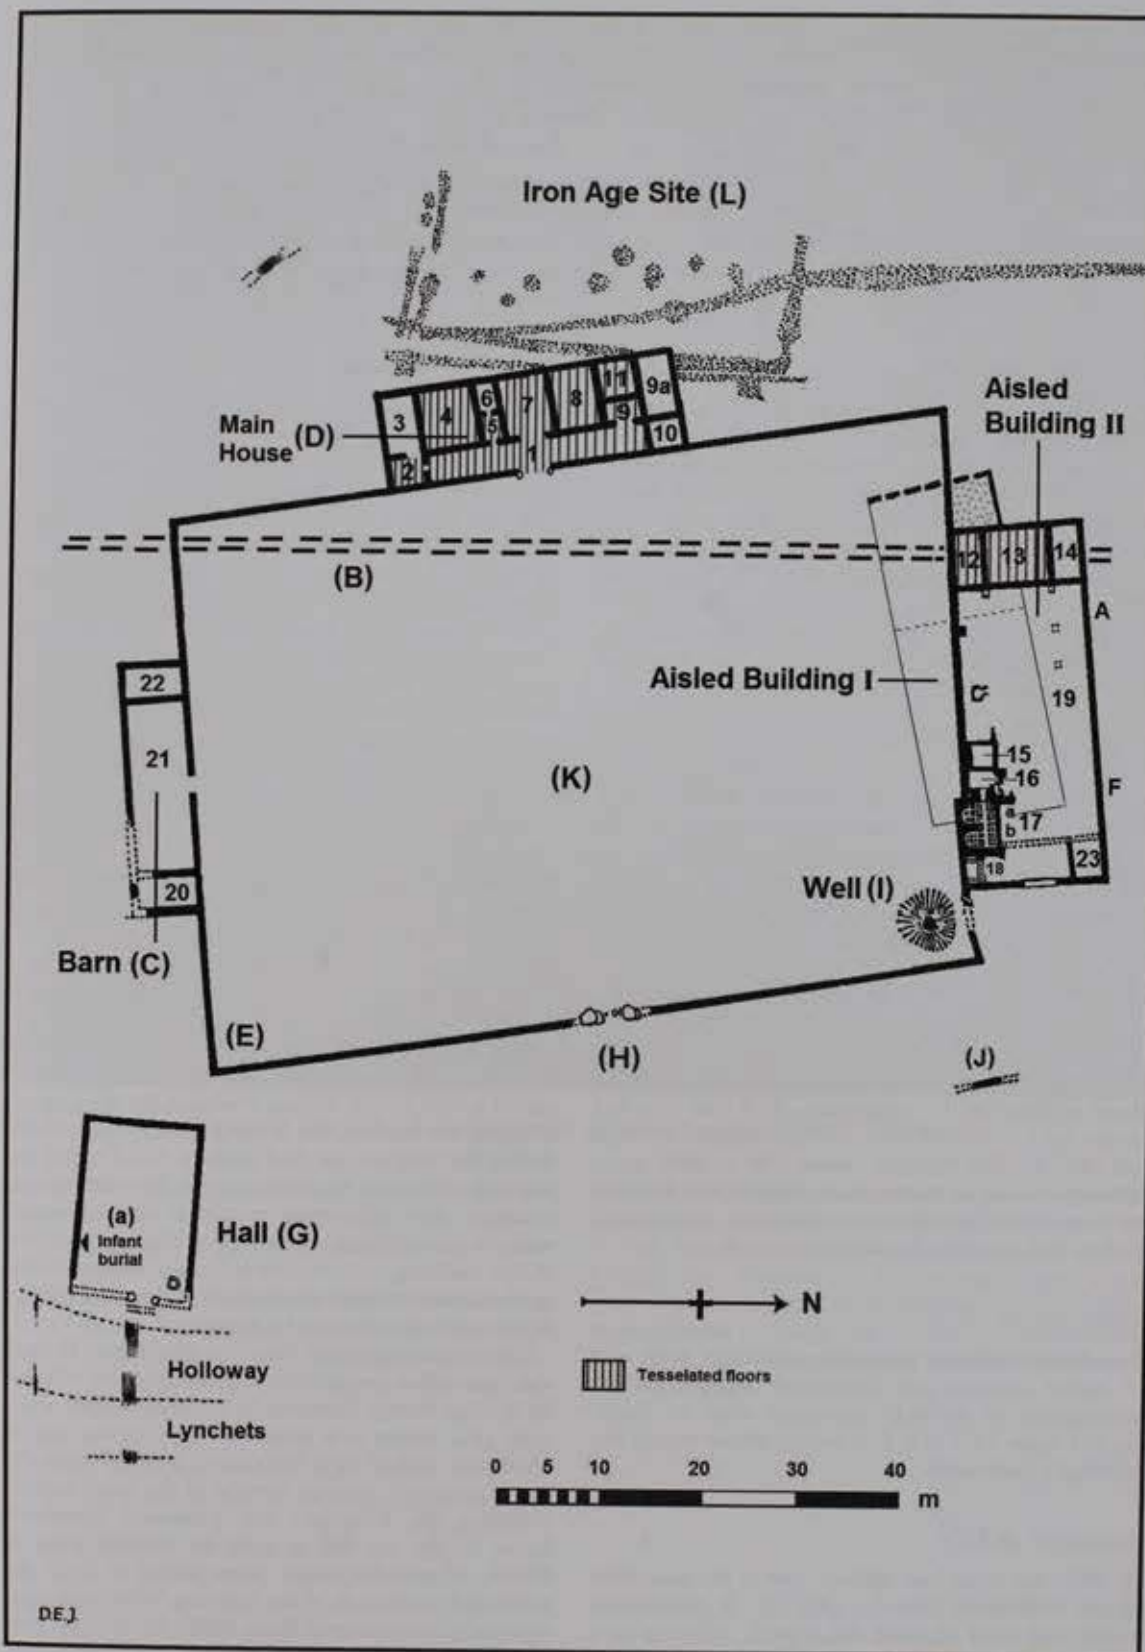 Iron Age Site (L)
Aisled
Building II
Main
House (D)
3
4
6
5
7
8
11
9
9a
10
2
1
12
13
14
(B)
A
22
Aisled Building I
19
21
(K)
15
16
F
a
b
17
20
18
23
Well (I)
Barn (C)
(E)
(H)
(J)
(a)
Infant
burial
Hall (G)
N
Holloway
Tesselated floors
Lynchets
0 5 10 20 30 40
m
D.E.J.